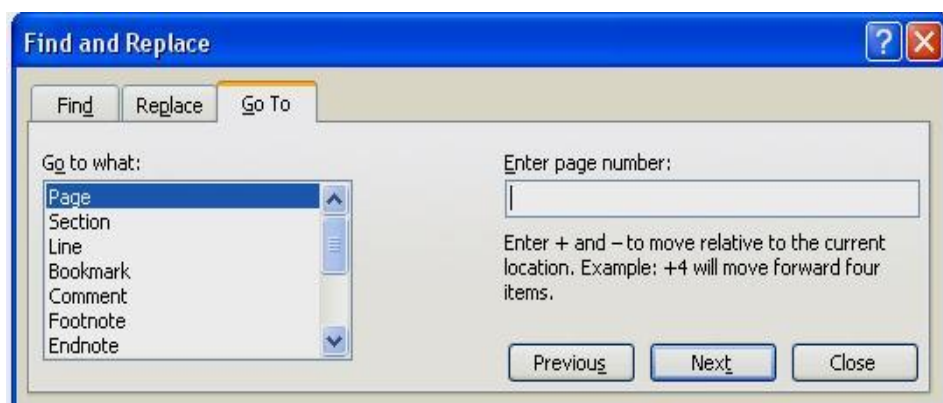 Find and Replace
Find Replace Go To
Go to what:
Page
Section
Line
Bookmark
Comment
Footnote
Endnote
Enter page number:
Enter + and – to move relative to the current
location. Example: +4 will move forward four
items.
Previous Next Close